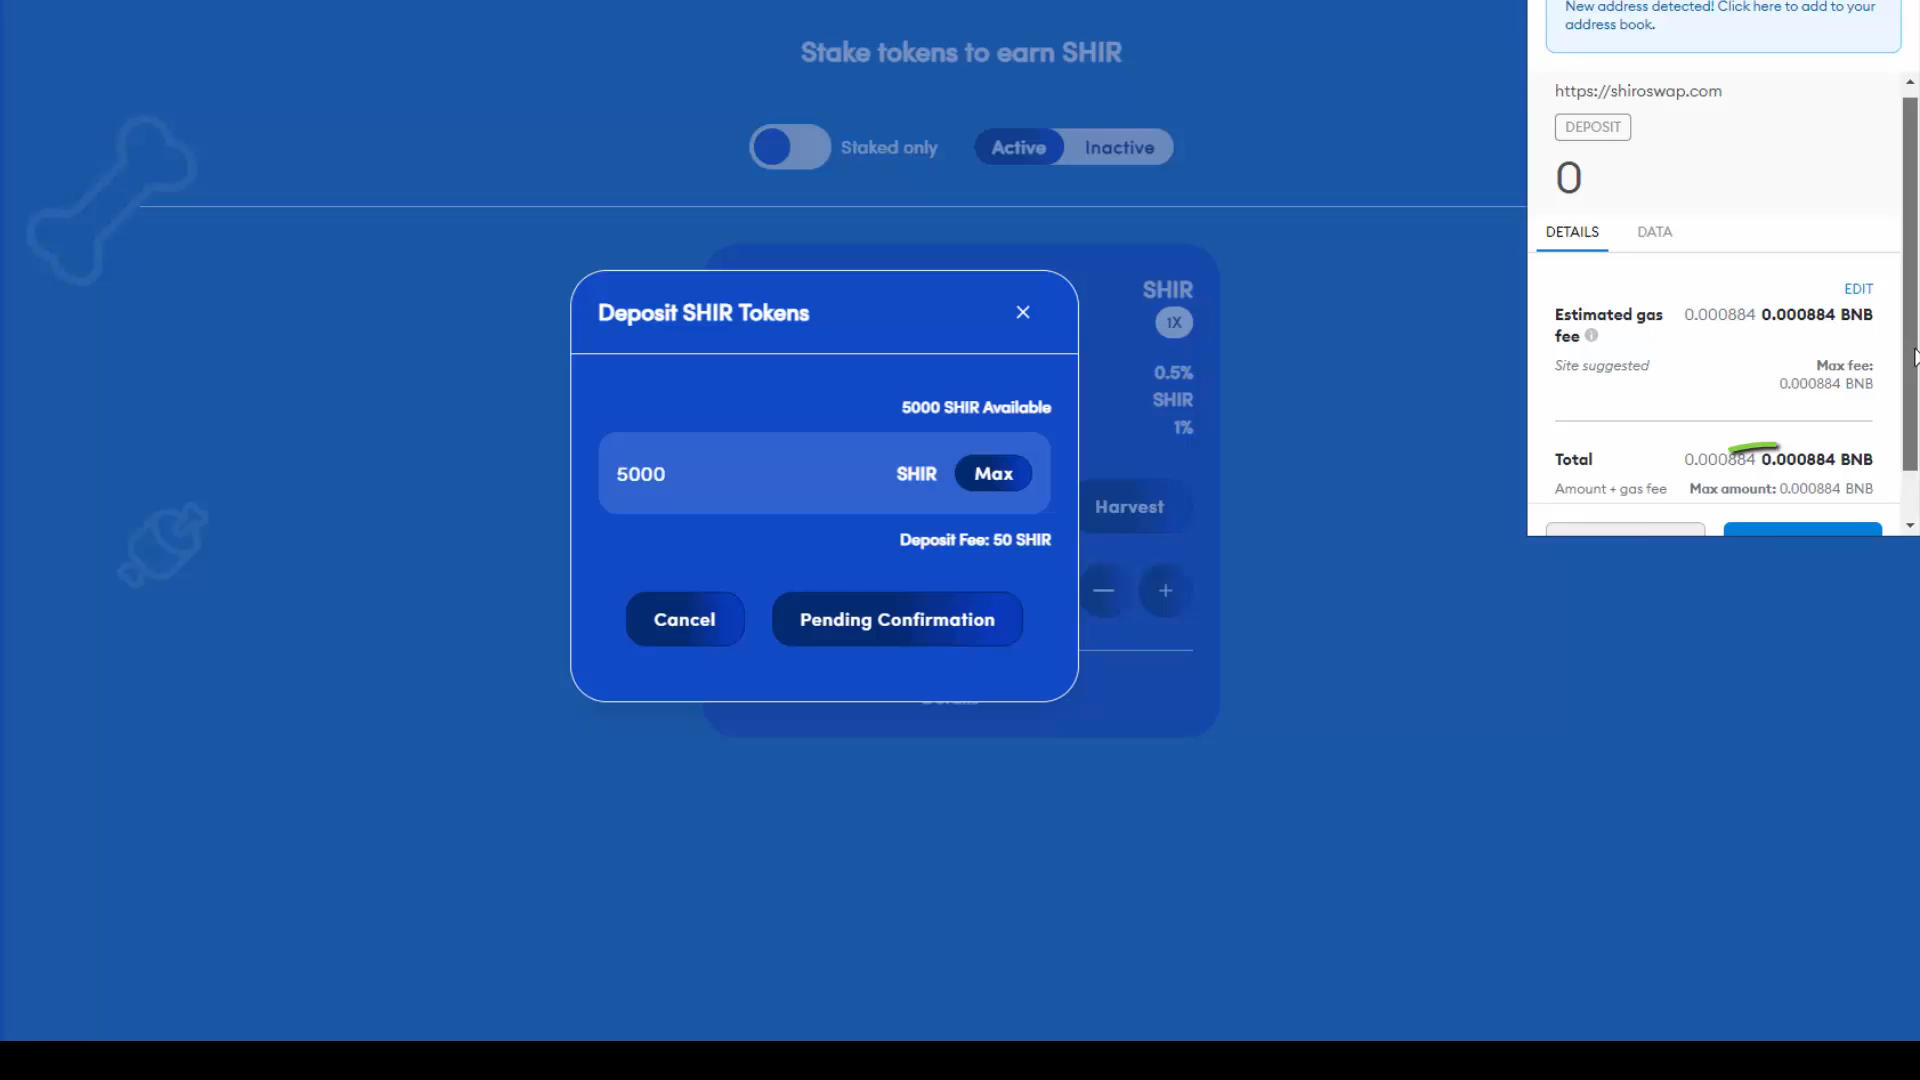 Stake tokens to earn SHIR
Staked only
Active
Inactive
SHIR
1X
0.5%
SHIR
1%
Harvest
Deposit SHIR Tokens
5000 SHIR Available
5000
SHIR
Max
Deposit Fee: 50 SHIR
Cancel
Pending Confirmation
New address detected! Click here to add to your
address book.
https://shiroswap.com
DEPOSIT
0
DETAILS
DATA
EDIT
Estimated gas
fee
0.000884 0.000884 BNB
Site suggested
Max fee:
0.000884 BNB
Total
0.000884 0.000884 BNB
Amount + gas fee
Max amount: 0.000884 BNB